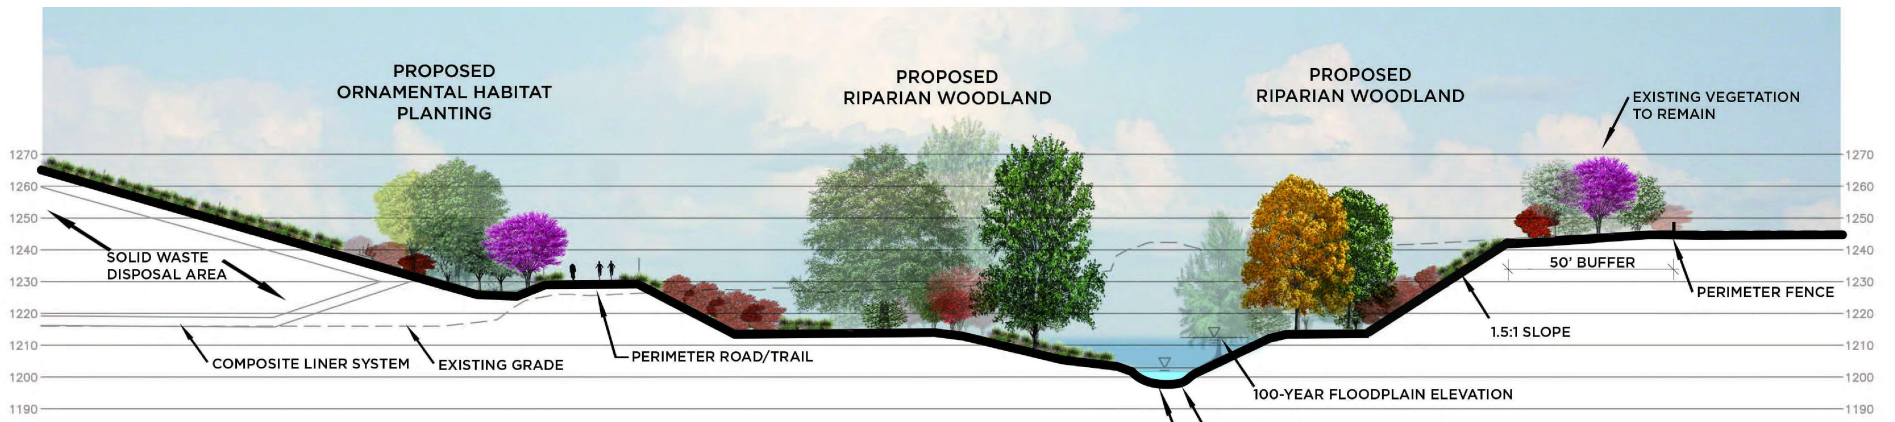 PROPOSED
ORNAMENTAL HABITAT
PLANTING
PROPOSED
RIPARIAN WOODLAND
PROPOSED
RIPARIAN WOODLAND
EXISTING VEGETATION
TO REMAIN
1270
1260
1250
1240
1230
1220
1210
1200
1190
SOLID WASTE
DISPOSAL AREA
COMPOSITE LINER SYSTEM
EXISTING GRADE
PERIMETER ROAD/TRAIL
50' BUFFER
PERIMETER FENCE
1.5:1 SLOPE
100-YEAR FLOODPLAIN ELEVATION
1270
1260
1250
1240
1230
1220
1210
1200
1190